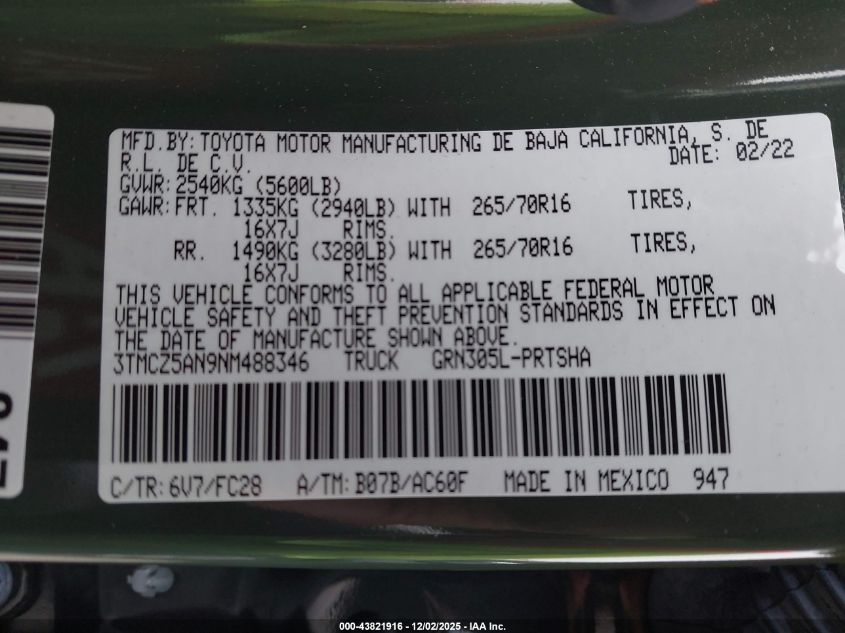 MFD.BY: TOYOTA MOTOR MANUFACTURING DE BAJA CALIFORNIA, S. DE
R.L. DE C.V. DATE: 02/22
GVWR: 2540KG (5600LB)
GAWR: FRT. 1335KG (2940LB) WITH 265/70R16 TIRES,
16X7J RIMS.
RR. 1490KG (3280LB) WITH 265/70R16 TIRES,
16X7J RIMS.
THIS VEHICLE CONFORMS TO ALL APPLICABLE FEDERAL MOTOR
VEHICLE SAFETY AND THEFT PREVENTION STANDARDS IN EFFECT ON
THE DATE OF MANUFACTURE SHOWN ABOVE.
3TMCZ5AN9NM488346 TRUCK GRN305L-PRTSHA
C/TR: 6V7/FC28 A/TM: B07B/AC60F MADE IN MEXICO 947
000-43821916 - 12/02/2025 - IAA Inc.